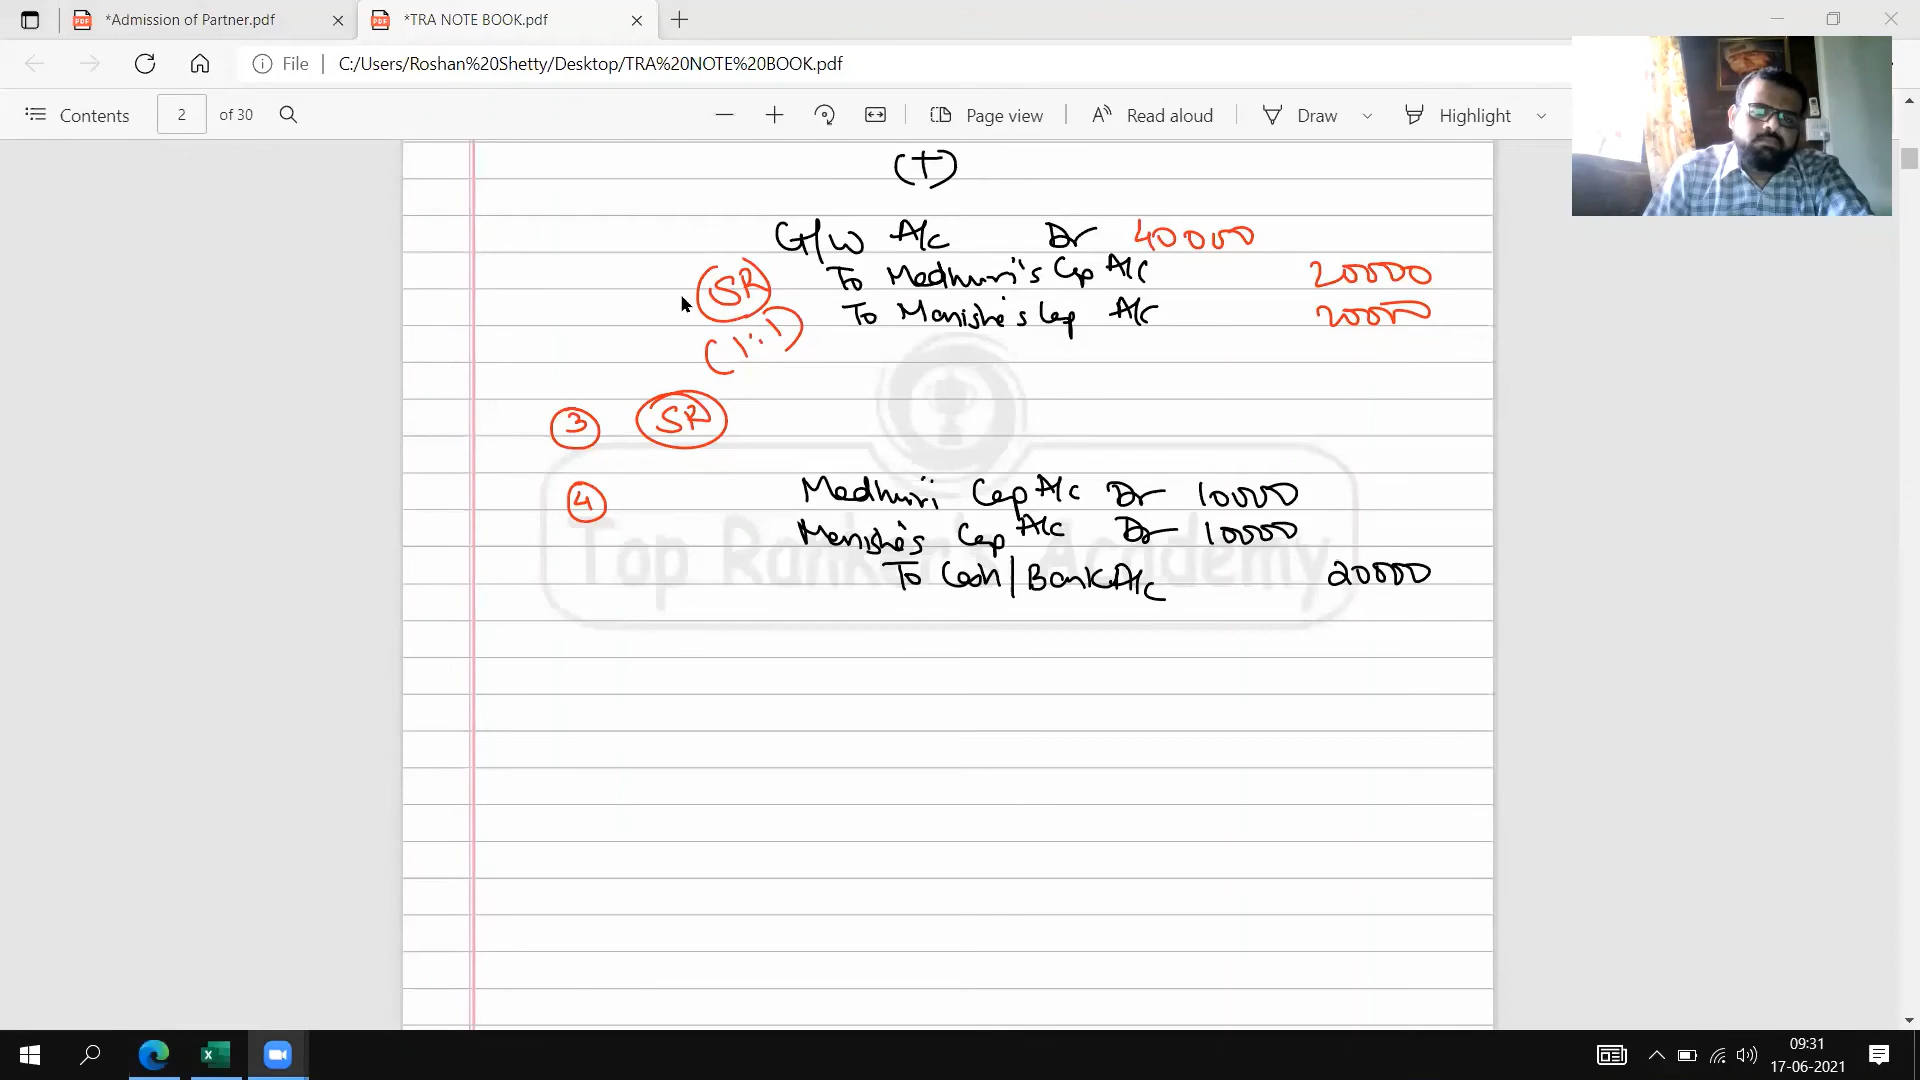 *Admission of Partner.pdf
*TRA NOTE BOOK.pdf
File
C:/Users/Roshan%20Shetty/Desktop/TRA%20NOTE%20BOOK.pdf
Contents
2
of 30
Page view
Read aloud
Draw
Highlight
(T)
G/W A/c Dr 40000
SR To Madhuri's Cap A/c 20000
To Manisha's Cap A/c 20000
(1:1)
3 SR
4 Madhuri Cap A/c Dr 10000
Manisha's Cap A/c Dr 10000
To Cash/Bank A/c 20000
Top Ranker's Academy
09:31
17-06-2021